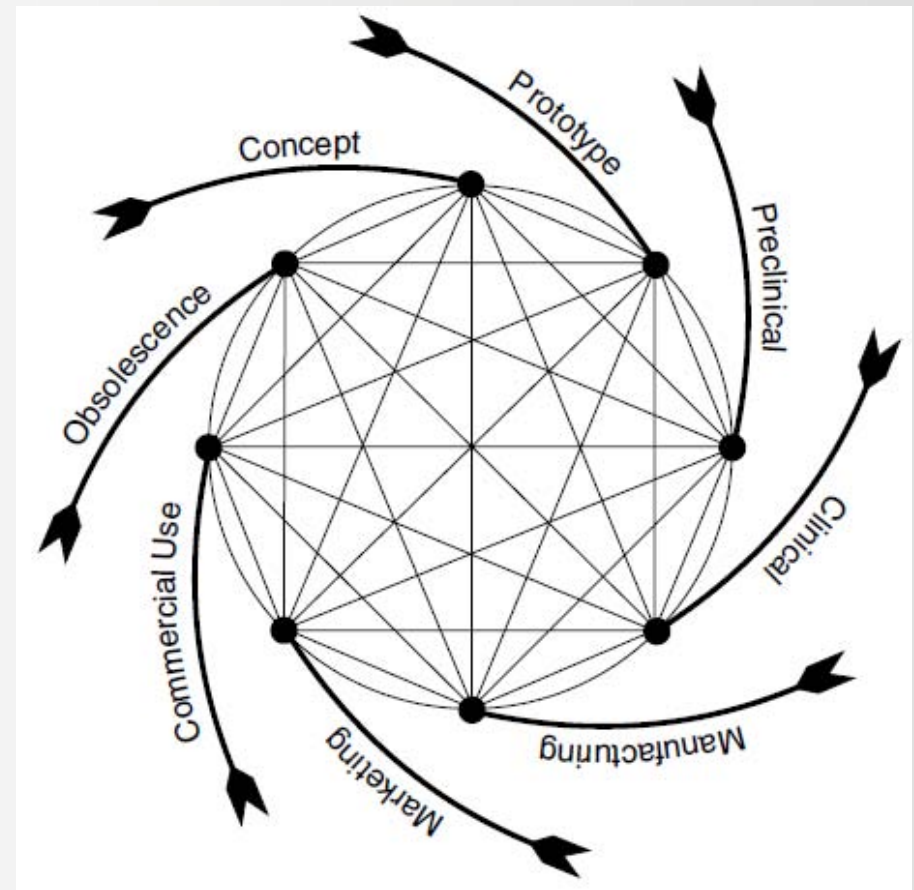 Concept
Prototype
Preclinical
Clinical
Manufacturing
Marketing
Commercial Use
Obsolescence